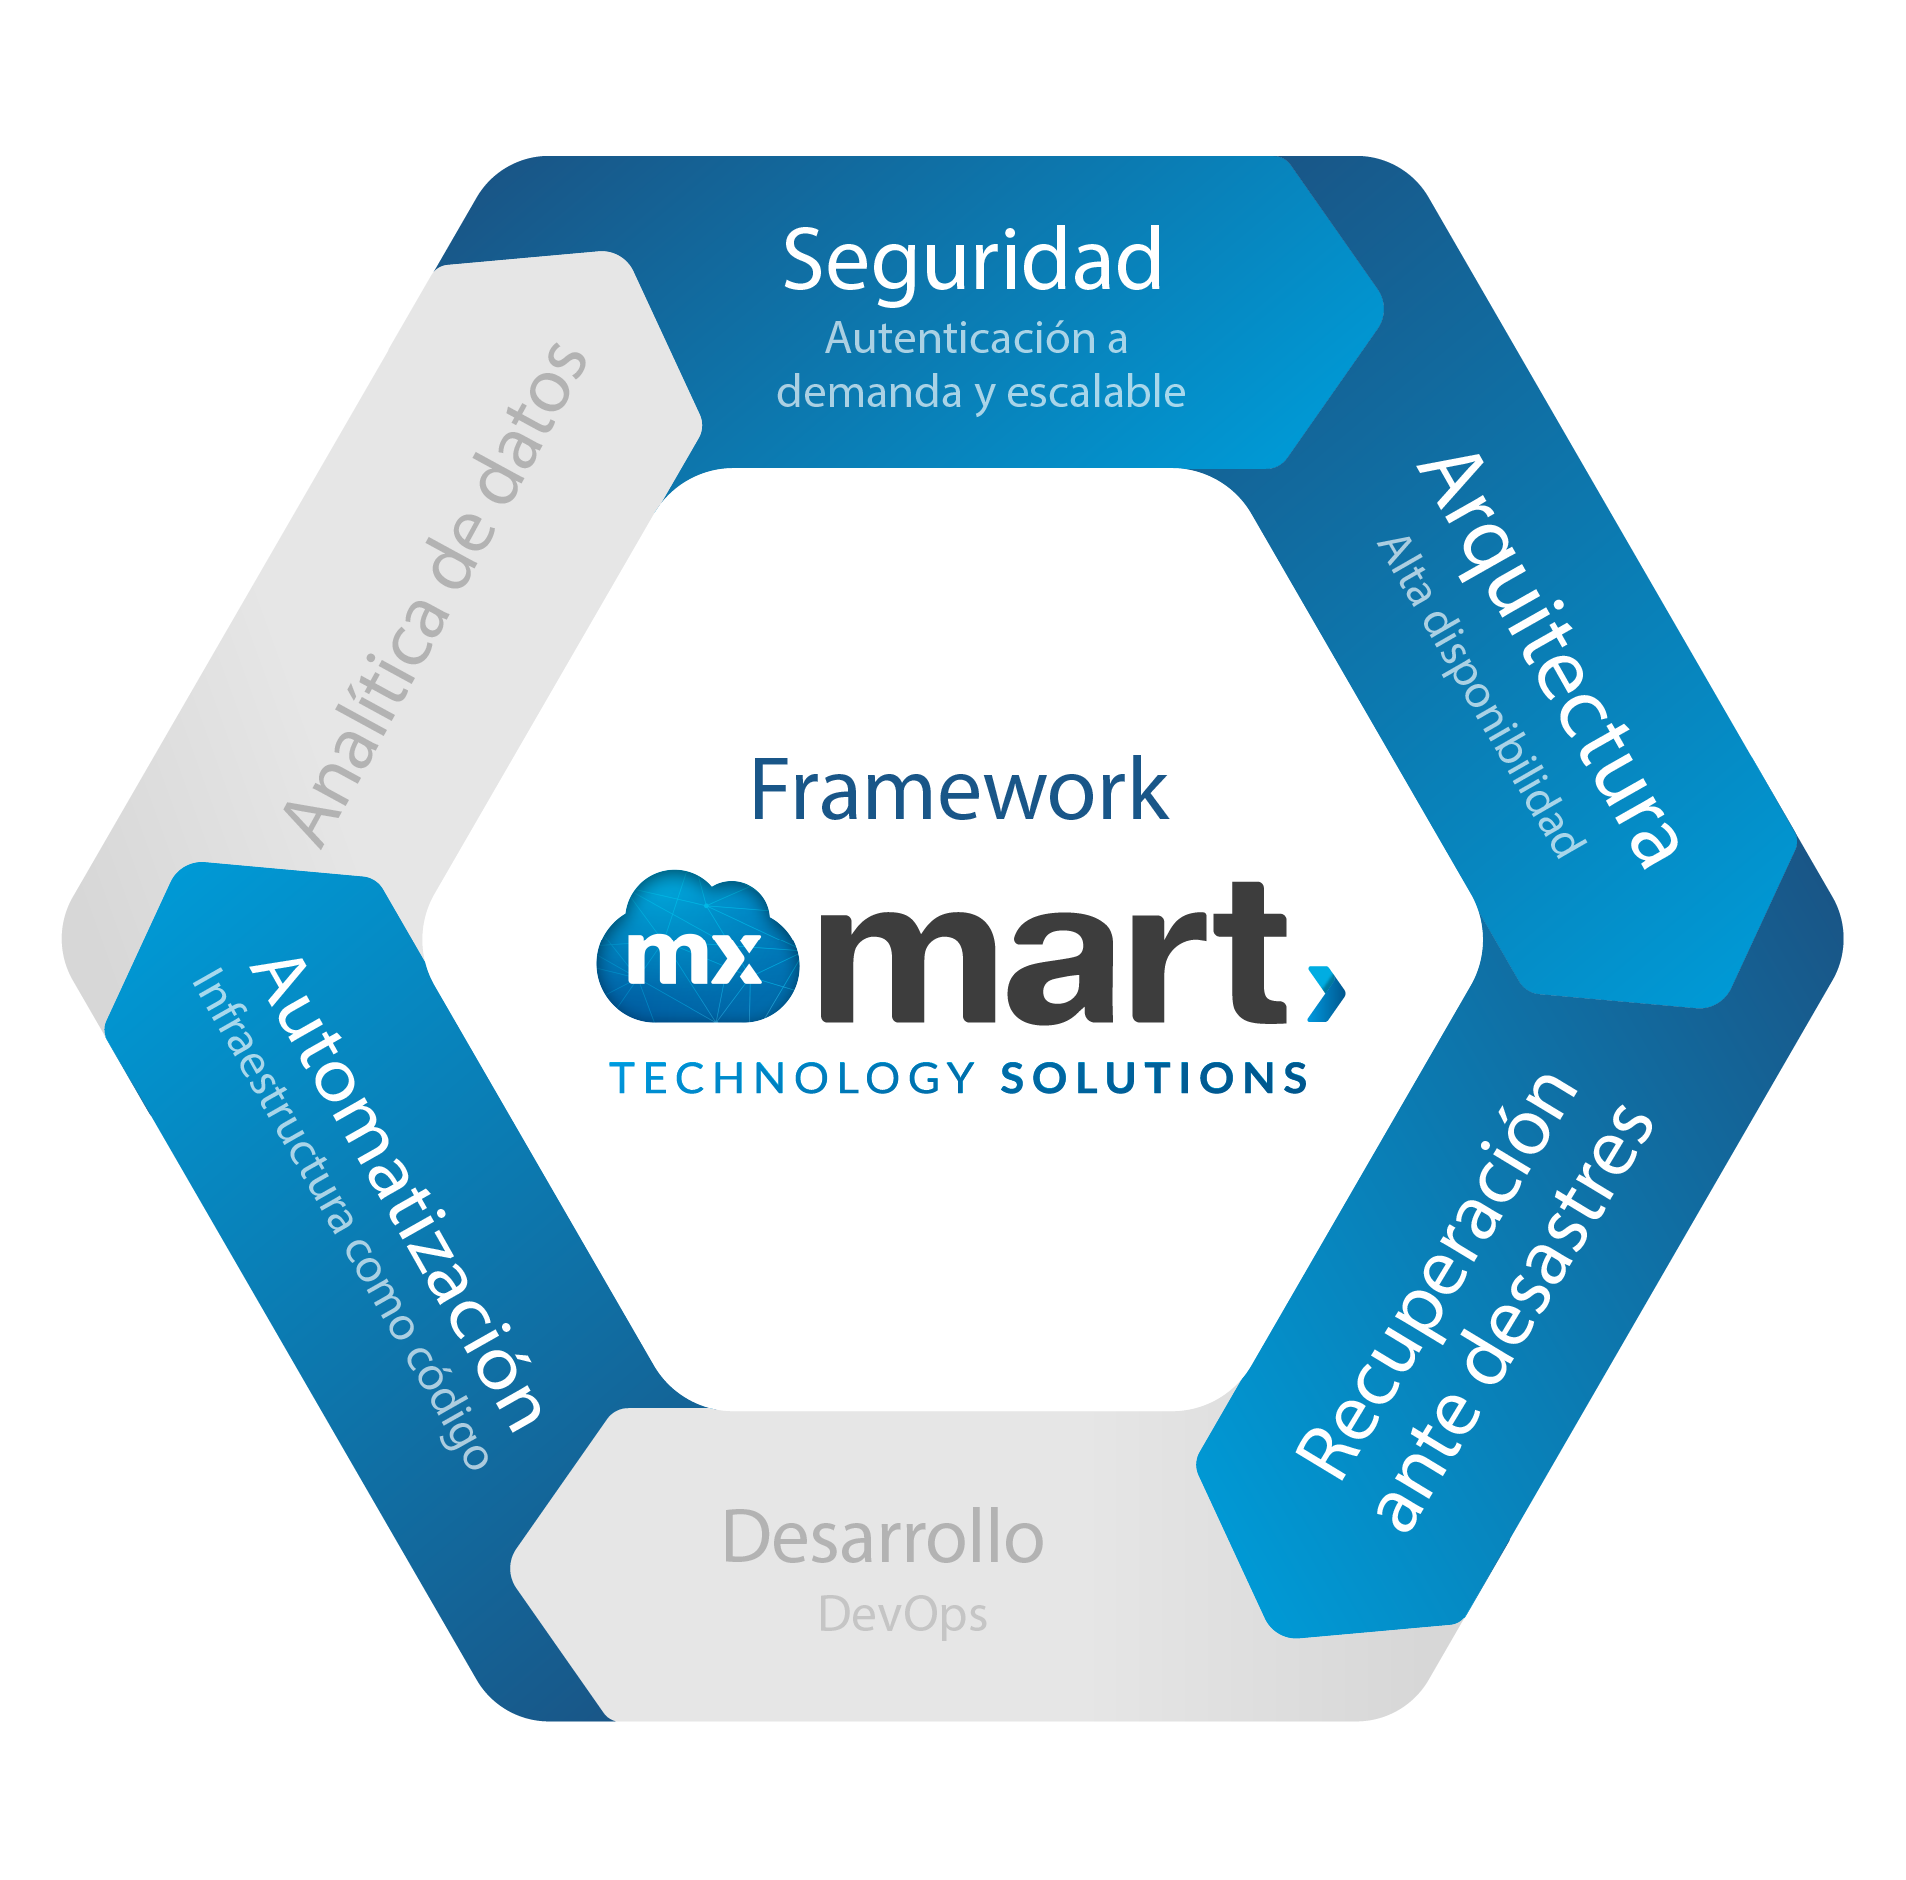 Seguridad
Autenticación a
demanda y escalable
Arquitectura
Alta disponibilidad
Recuperación
ante desastres
Desarrollo
DevOps
Automatización
Infraestructura como código
Analítica de datos
Framework
mx mart
TECHNOLOGY SOLUTIONS